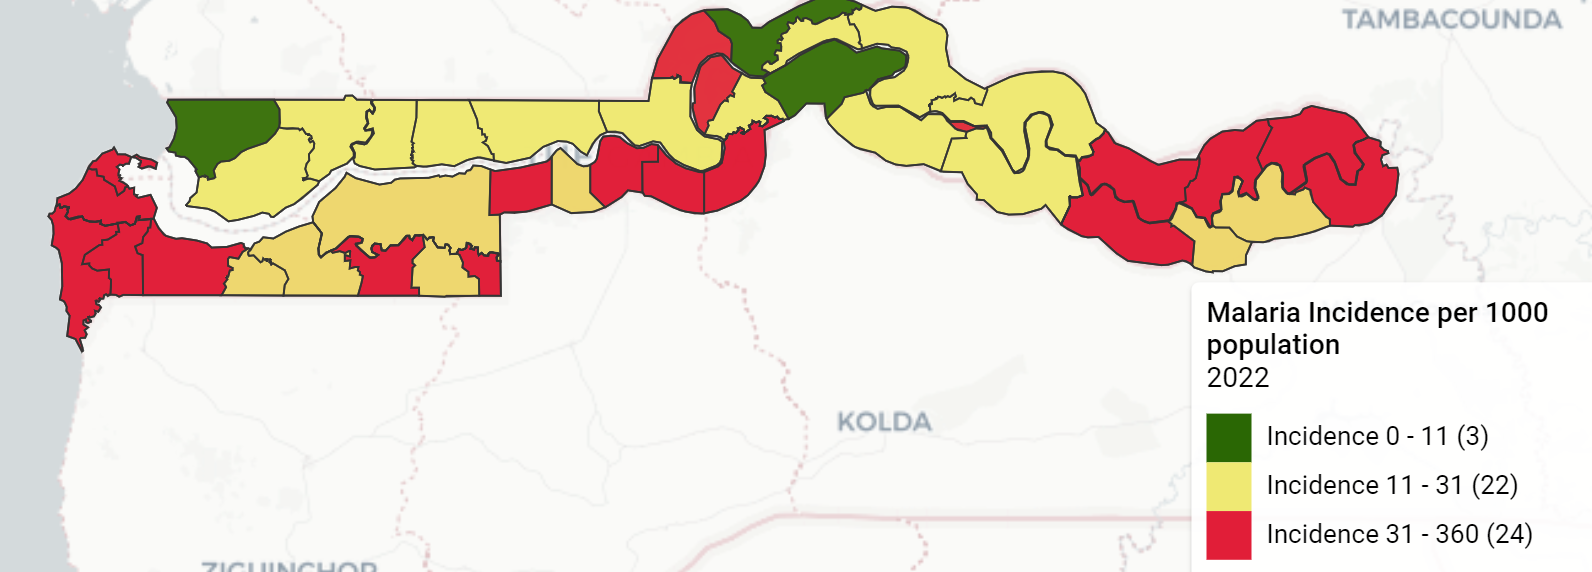 TAMBACOUNDA
Malaria Incidence per 1000
population
2022
Incidence 0 - 11 (3)
KOLDA
Incidence 11 - 31 (22)
Incidence 31 - 360 (24)
ZIGUINCHOR